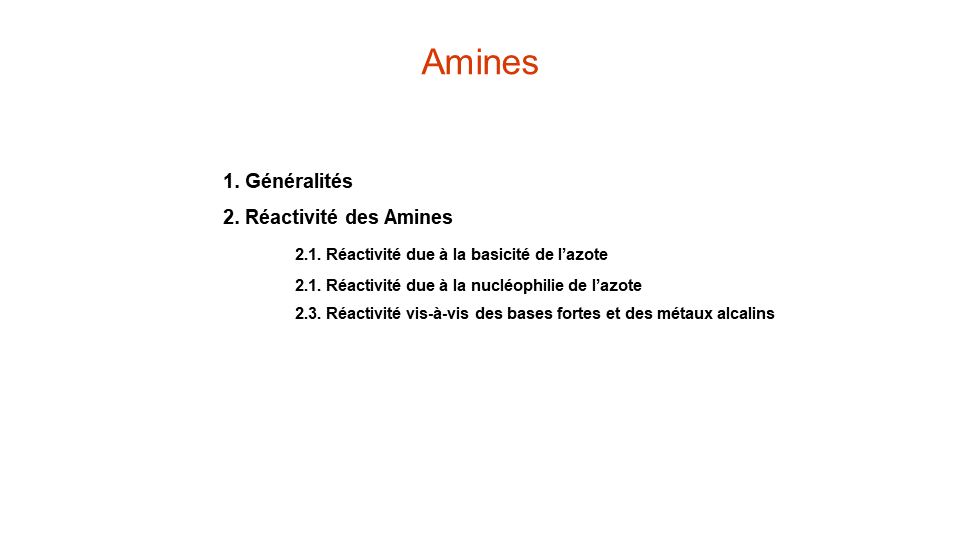 Amines
1. Généralités
2. Réactivité des Amines
2.1. Réactivité due à la basicité de l’azote
2.1. Réactivité due à la nucléophilie de l’azote
2.3. Réactivité vis-à-vis des bases fortes et des métaux alcalins